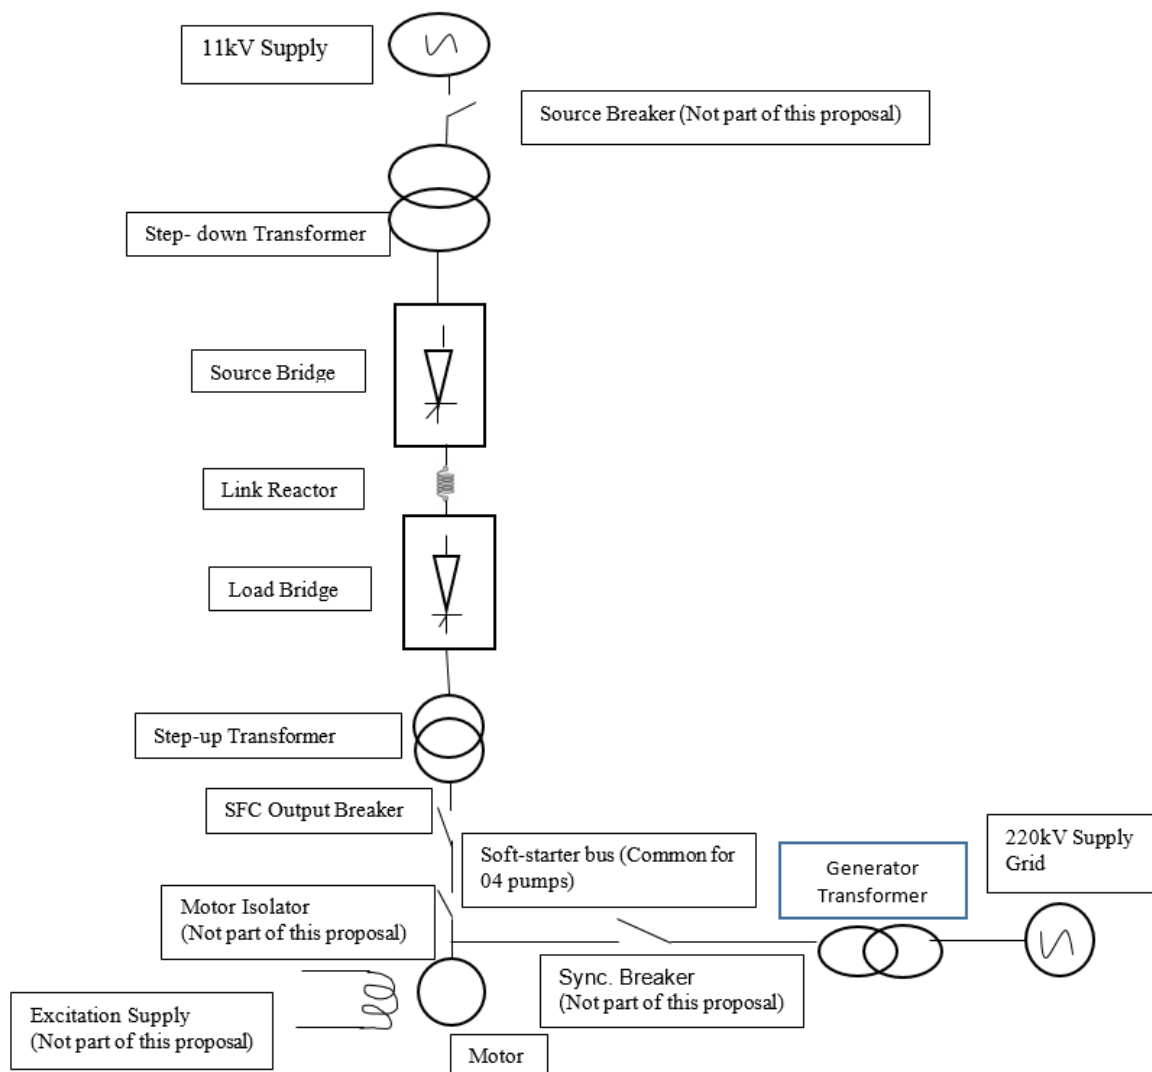 11kV Supply
Source Breaker (Not part of this proposal)
Step- down Transformer
Source Bridge
Link Reactor
Load Bridge
Step-up Transformer
SFC Output Breaker
Soft-starter bus (Common for
04 pumps)
Generator
Transformer
220kV Supply
Grid
Motor Isolator
(Not part of this proposal)
Sync. Breaker
(Not part of this proposal)
Excitation Supply
(Not part of this proposal)
Motor